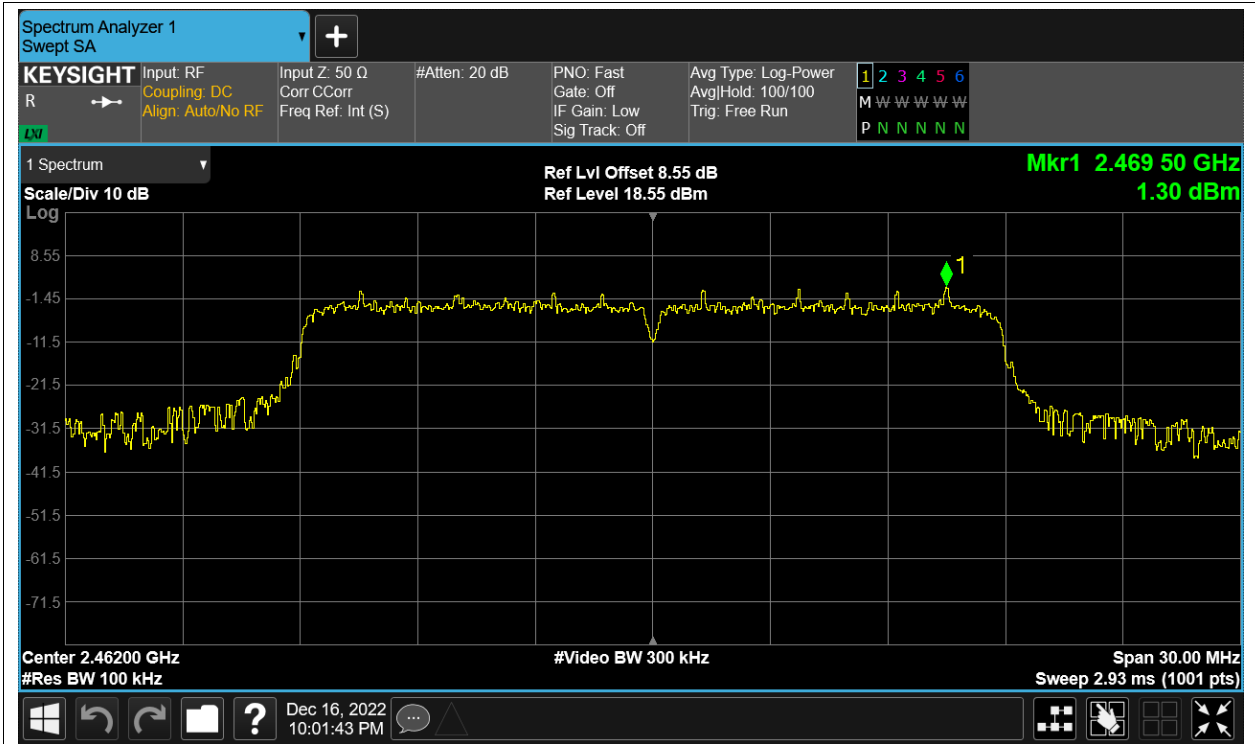 Spectrum Analyzer 1
Swept SA
KEYSIGHT
R
LXI
Input: RF
Coupling: DC
Align: Auto/No RF
Input Z: 50 Ω
Corr CCorr
Freq Ref: Int (S)
#Atten: 20 dB
PNO: Fast
Gate: Off
IF Gain: Low
Sig Track: Off
Avg Type: Log-Power
Avg|Hold: 100/100
Trig: Free Run
1 2 3 4 5 6
M W W W W W
P N N N N N
1 Spectrum
Scale/Div 10 dB
Log
Ref Lvl Offset 8.55 dB
Ref Level 18.55 dBm
Mkr1 2.469 50 GHz
1.30 dBm
8.55
-1.45
-11.5
-21.5
-31.5
-41.5
-51.5
-61.5
-71.5
1
Center 2.46200 GHz
#Res BW 100 kHz
#Video BW 300 kHz
Span 30.00 MHz
Sweep 2.93 ms (1001 pts)
?
Dec 16, 2022
10:01:43 PM